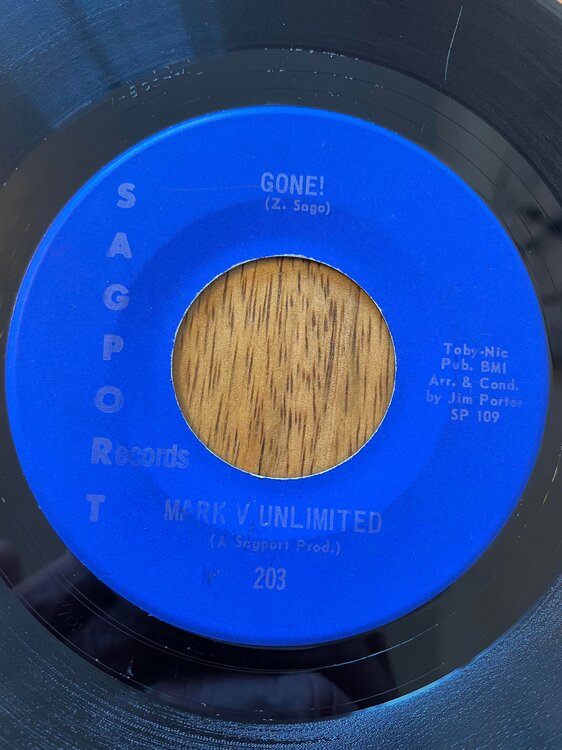 GONE!
(Z. Sago)
SAGPORT
Records
Toby-Nic
Pub. BMI
Arr. & Cond.
by Jim Porter
SP 109
MARK V UNLIMITED
(A Sagport Prod.)
203